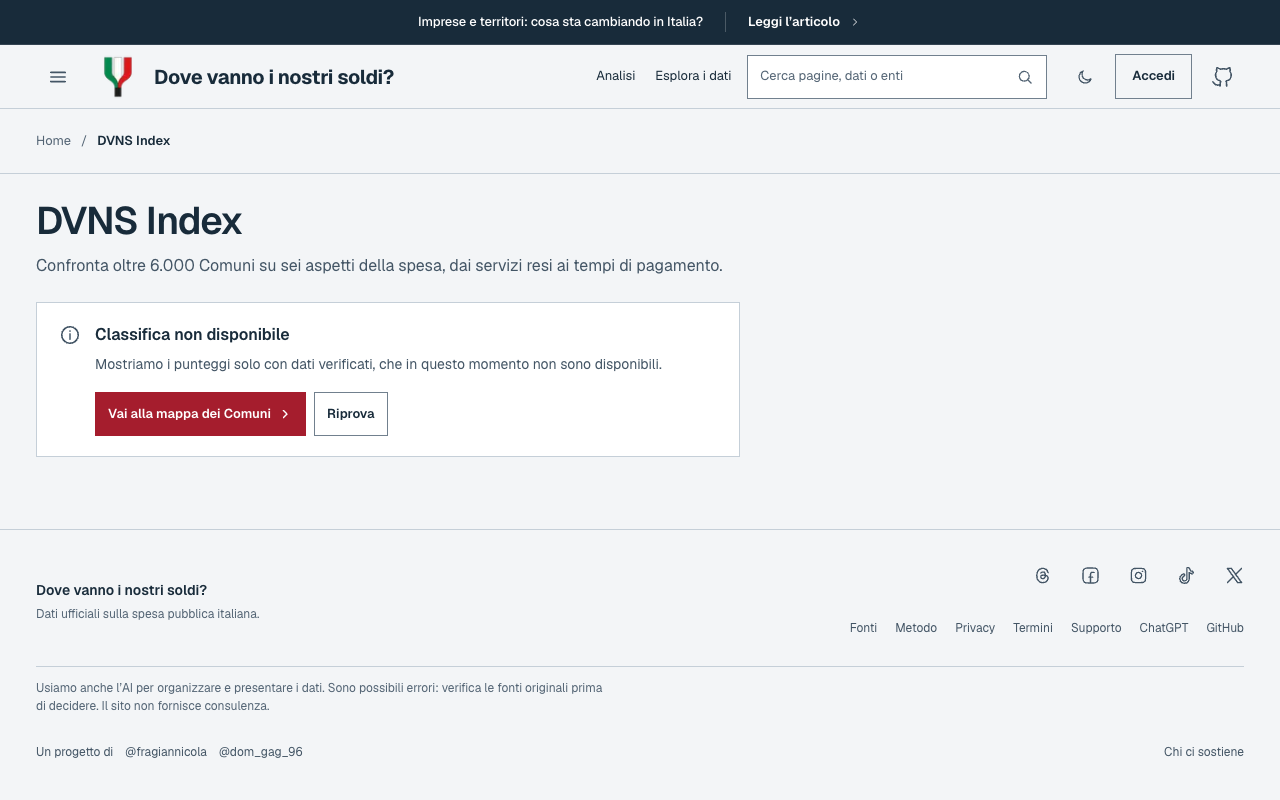 Imprese e territori: cosa sta cambiando in Italia?
Leggi l'articolo
Dove vanno i nostri soldi?
Analisi
Esplora i dati
Cerca pagine, dati o enti
Accedi
Home / DVNS Index
DVNS Index
Confronta oltre 6.000 Comuni su sei aspetti della spesa, dai servizi resi ai tempi di pagamento.
Classifica non disponibile
Mostriamo i punteggi solo con dati verificati, che in questo momento non sono disponibili.
Vai alla mappa dei Comuni
Riprova
Dove vanno i nostri soldi?
Dati ufficiali sulla spesa pubblica italiana.
Fonti
Metodo
Privacy
Termini
Supporto
ChatGPT
GitHub
Usiamo anche l'AI per organizzare e presentare i dati. Sono possibili errori: verifica le fonti originali prima
di decidere. Il sito non fornisce consulenza.
Un progetto di @fragiannicola @dom_gag_96
Chi ci sostiene